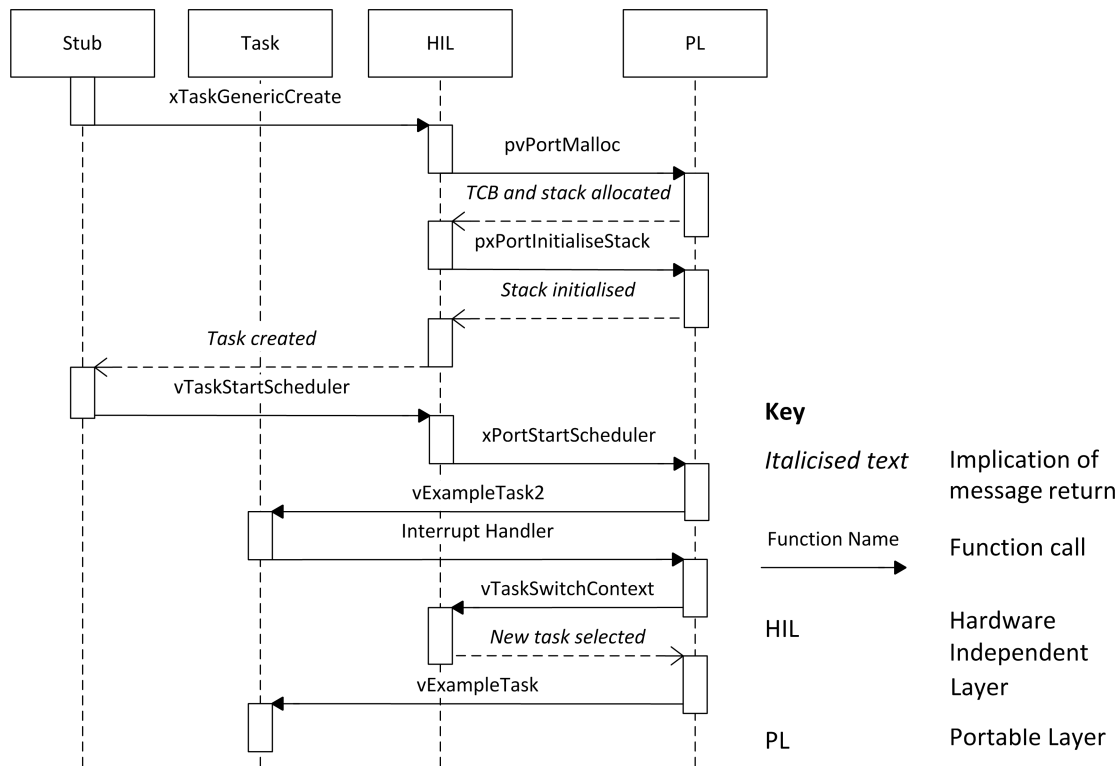 Stub
Task
HIL
PL
xTaskGenericCreate
pvPortMalloc
TCB and stack allocated
pxPortInitialiseStack
Stack initialised
Task created
vTaskStartScheduler
xPortStartScheduler
vExampleTask2
Interrupt Handler
vTaskSwitchContext
New task selected
vExampleTask
Key
Italicised text
Implication of
message return
Function Name
Function call
HIL
Hardware
Independent
Layer
PL
Portable Layer